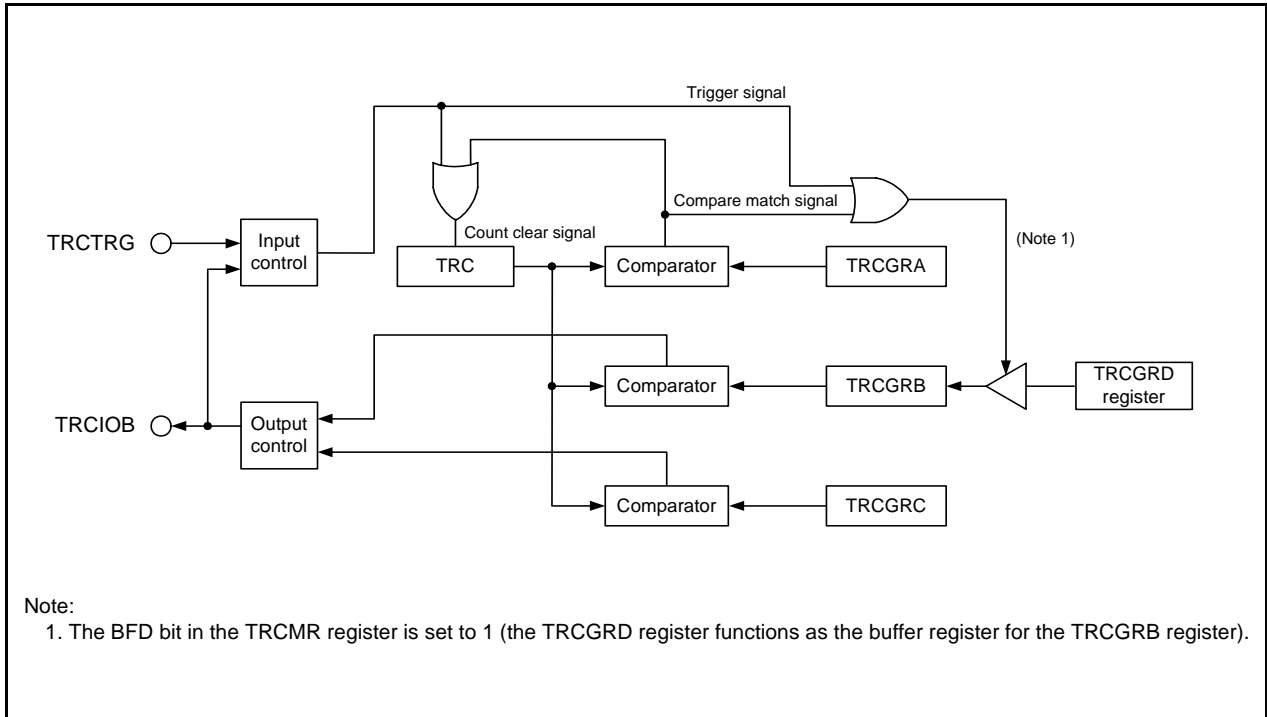 Trigger signal
Compare match signal
TRCTRG
Input
control
Count clear signal
(Note 1)
TRC
Comparator
TRCGRA
TRCIOB
Output
control
Comparator
TRCGRB
TRCGRD
register
Comparator
TRCGRC
Note:
1. The BFD bit in the TRCMR register is set to 1 (the TRCGRD register functions as the buffer register for the TRCGRB register).